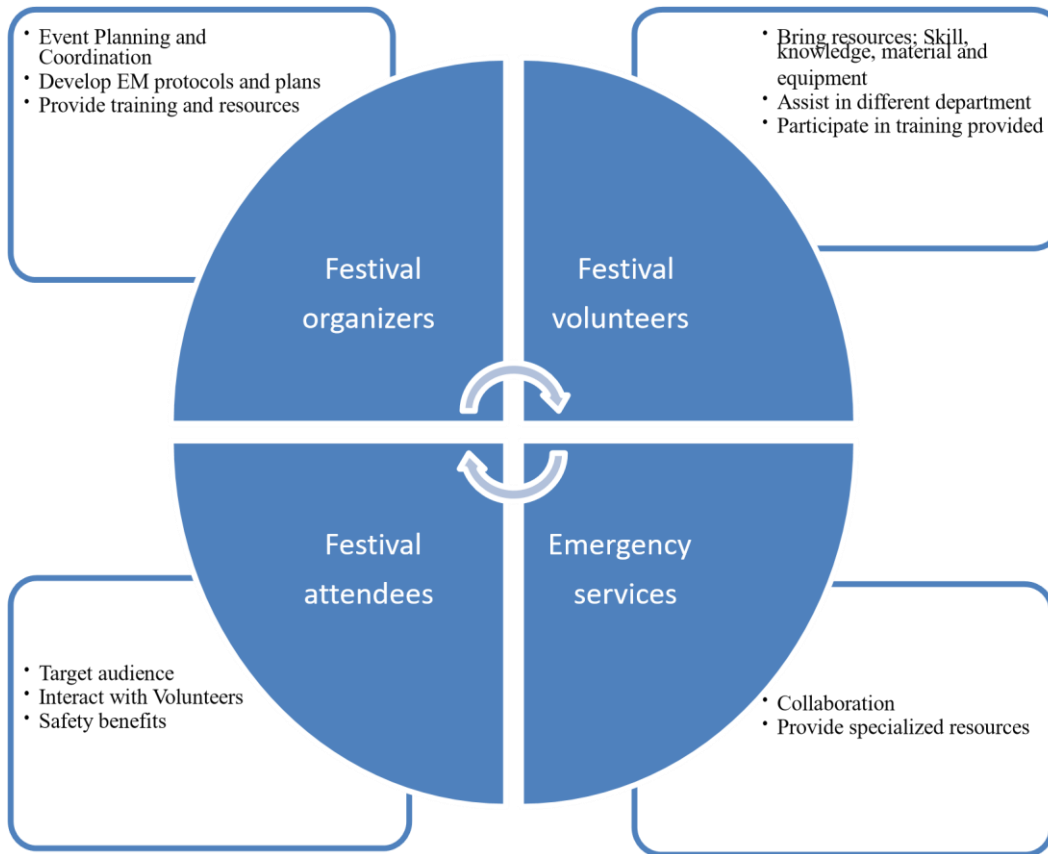 • Event Planning and
Coordination
• Develop EM protocols and plans
• Provide training and resources
• Bring resources; Skill,
knowledge, material and
equipment
• Assist in different department
• Participate in training provided
Festival
organizers
Festival
volunteers
Festival
attendees
Emergency
services
• Target audience
• Interact with Volunteers
• Safety benefits
• Collaboration
• Provide specialized resources